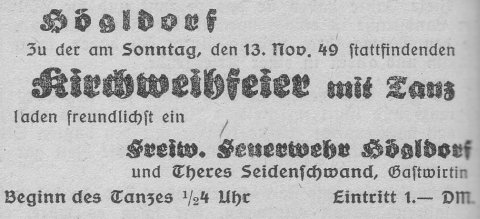 Högldorf
Zu der am Sonntag, den 13. Nov. 49 stattfindenden
Kirchweihfeier mit Tanz
laden freundlichst ein
Freiw. Feuerwehr Högldorf
und Theres Seidenschwand, Gastwirtin
Beginn des Tanzes ½4 Uhr Eintritt 1.— DM.